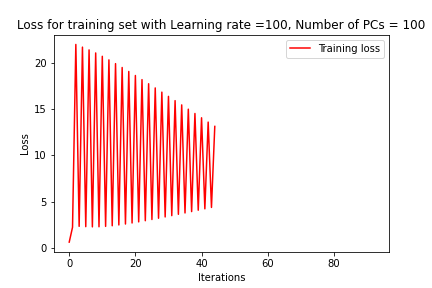 Loss for training set with Learning rate =100, Number of PCs = 100
Training loss
20
15
10
5
0
Loss
0
20
40
60
80
Iterations